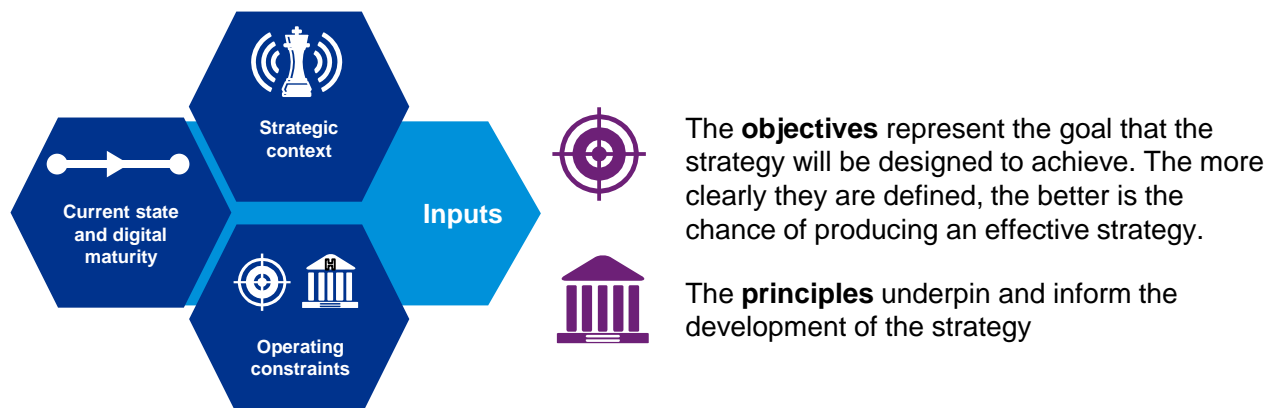 Strategic
context
Current state
and digital
maturity
Inputs
H
Operating
constraints
The objectives represent the goal that the
strategy will be designed to achieve. The more
clearly they are defined, the better is the
chance of producing an effective strategy.
The principles underpin and inform the
development of the strategy